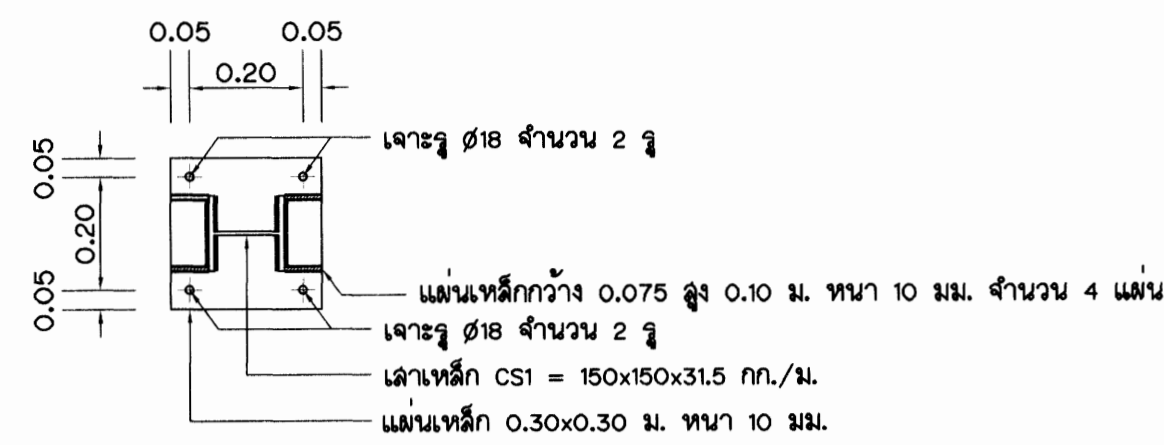 0.05 0.05
0.20
เจาะรู Ø18 จำนวน 2 รู
0.05
0.20
0.05
แผ่นเหล็กกว้าง 0.075 สูง 0.10 ม. หนา 10 มม. จำนวน 4 แผ่น
เจาะรู Ø18 จำนวน 2 รู
เสาเหล็ก CS1 = 150x150x31.5 กก./ม.
แผ่นเหล็ก 0.30x0.30 ม. หนา 10 มม.